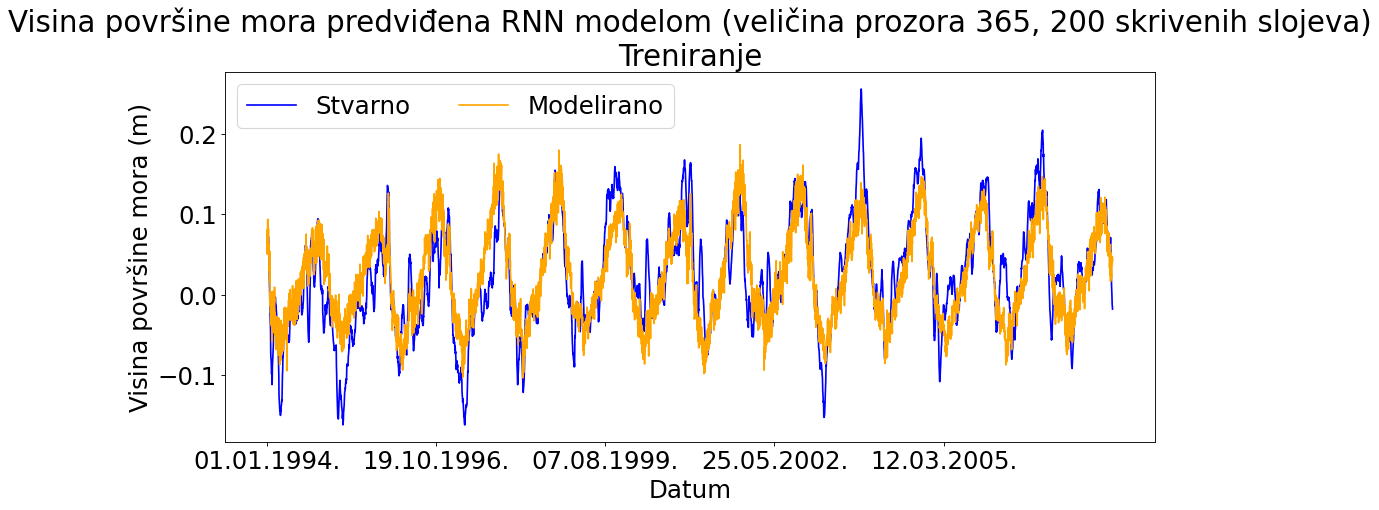 Visina površine mora predviđena RNN modelom (veličina prozora 365, 200 skrivenih slojeva)
Treniranje
Stvarno
Modelirano
Visina površine mora (m)
0.2
0.1
0.0
−0.1
01.01.1994.
19.10.1996.
07.08.1999.
25.05.2002.
12.03.2005.
Datum